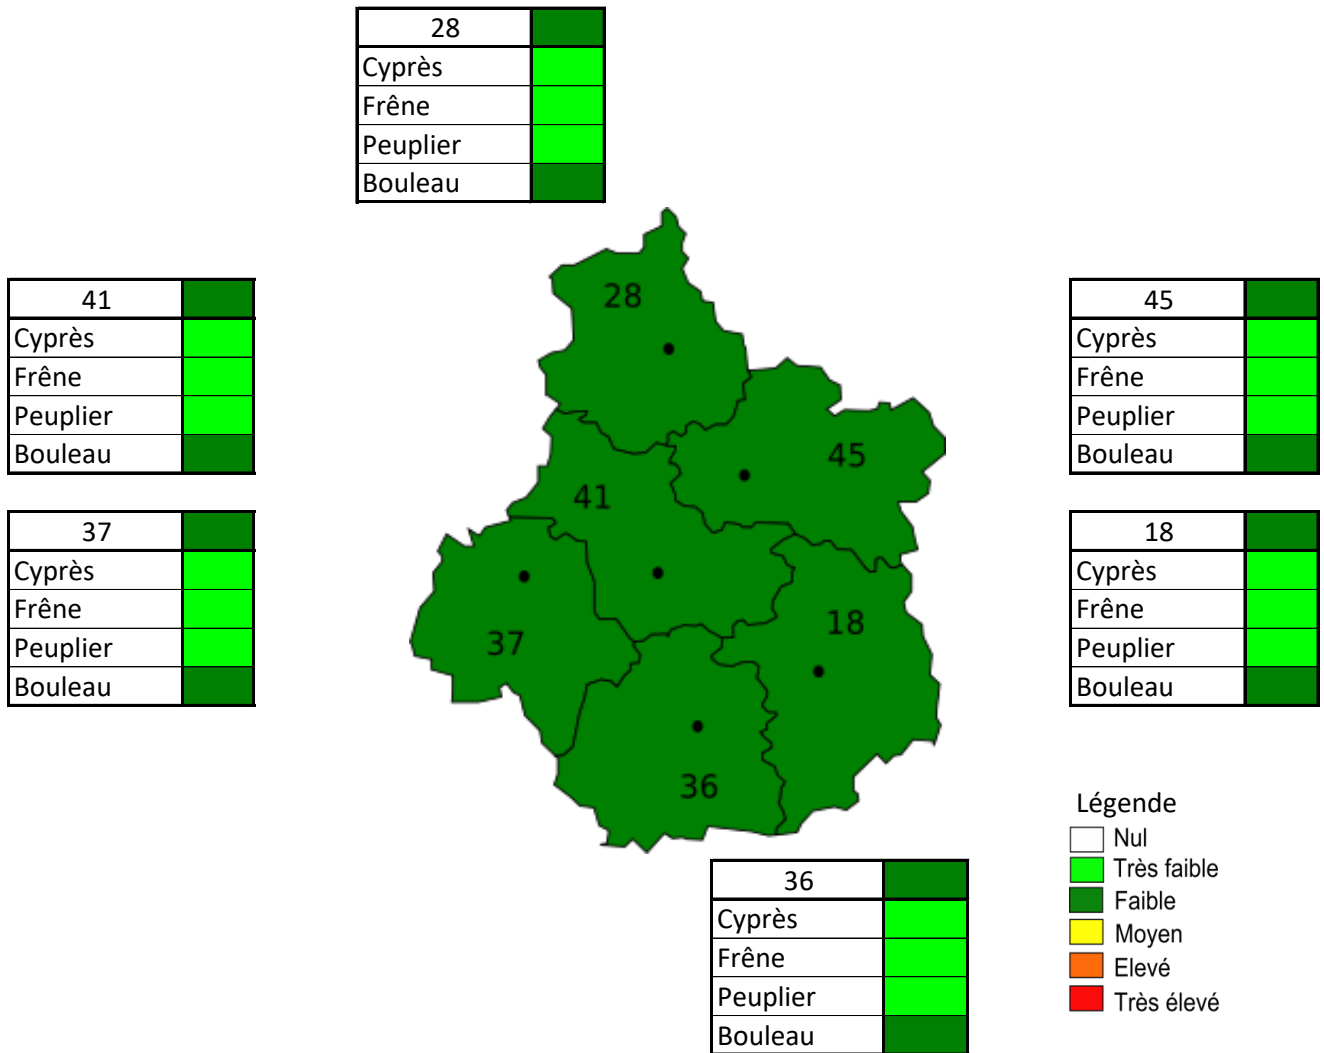 28
Cyprès
Frêne
Peuplier
Bouleau
41
Cyprès
Frêne
Peuplier
Bouleau
37
Cyprès
Frêne
Peuplier
Bouleau
28
45
41
37
18
36
45
Cyprès
Frêne
Peuplier
Bouleau
18
Cyprès
Frêne
Peuplier
Bouleau
36
Cyprès
Frêne
Peuplier
Bouleau
Légende
Nul
Très faible
Faible
Moyen
Elevé
Très élevé